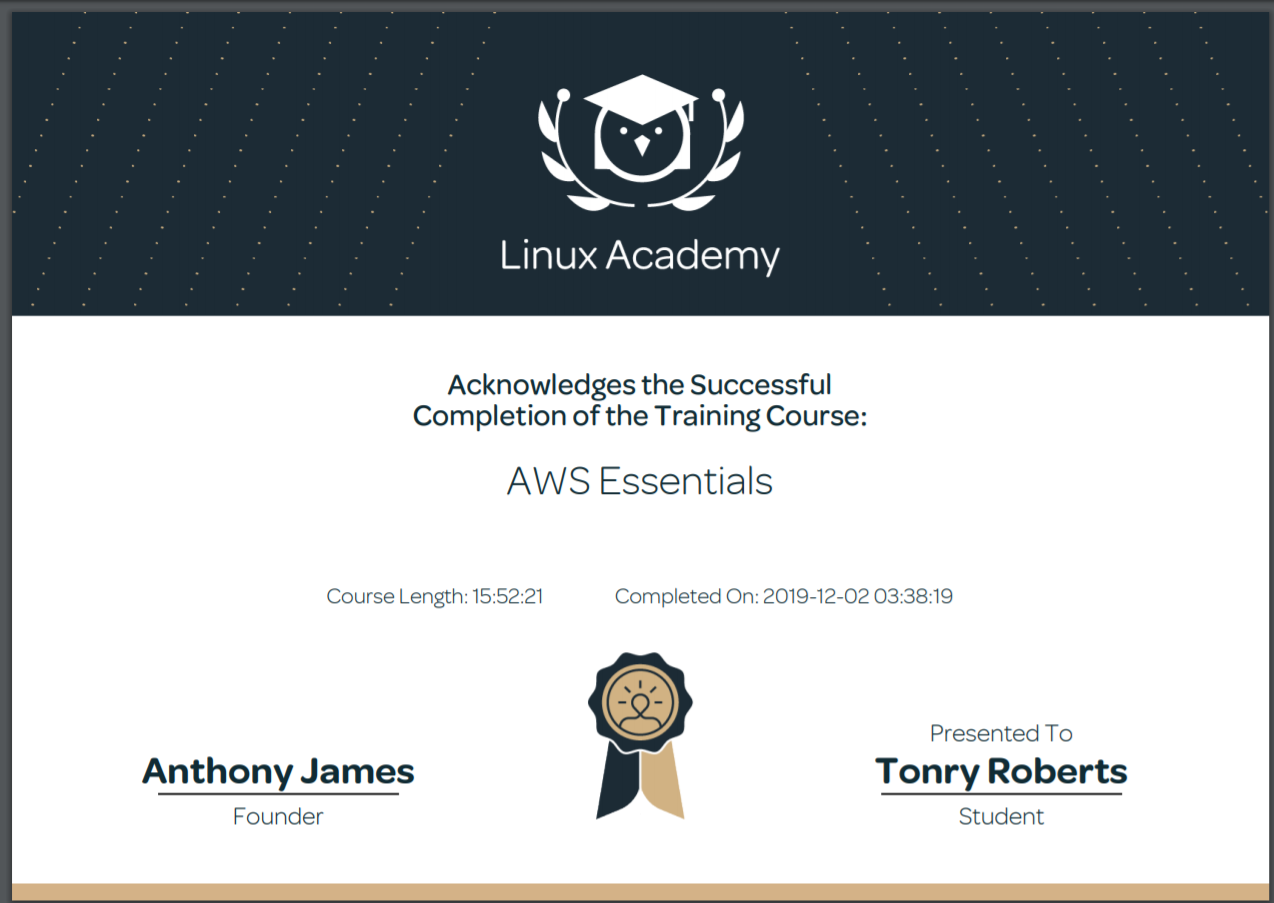 Linux Academy
Acknowledges the Successful
Completion of the Training Course:
AWS Essentials
Course Length: 15:52:21
Completed On: 2019-12-02 03:38:19
Anthony James
Founder
Presented To
Tonry Roberts
Student